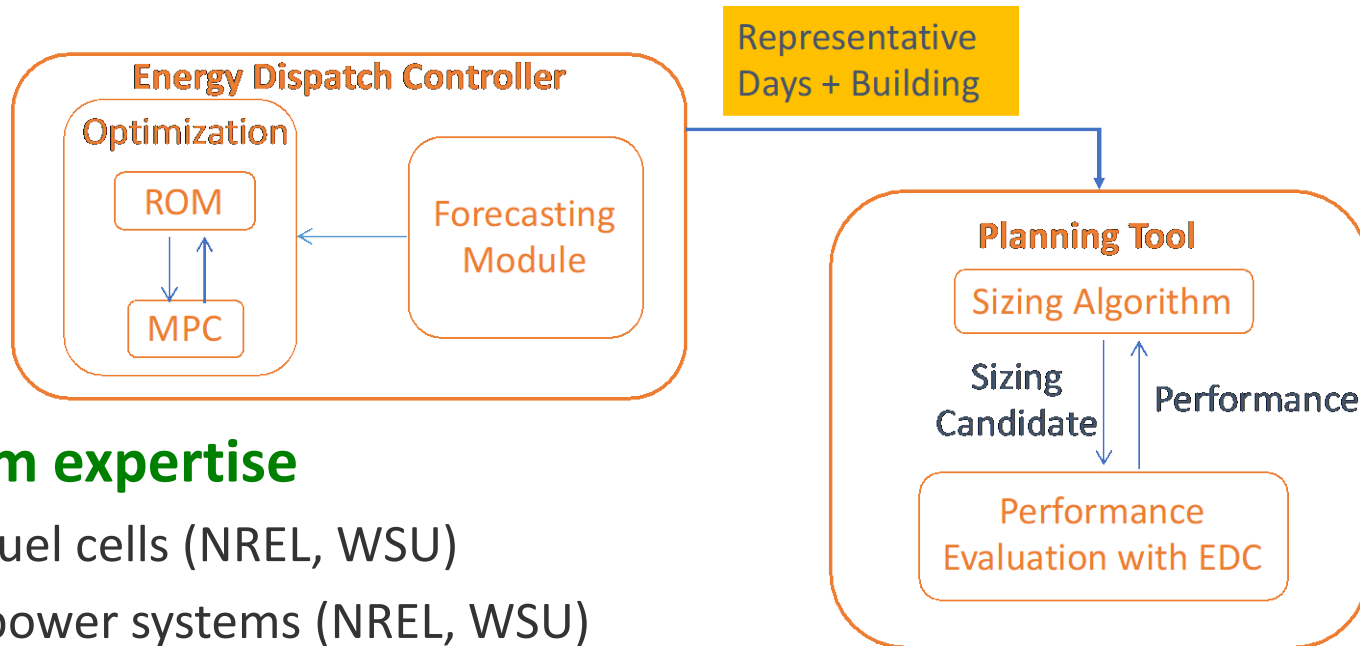 Representative
Days + Building
Energy Dispatch Controller
Optimization
ROM
MPC
Forecasting
Module
Planning Tool
Sizing Algorithm
Sizing
Candidate
Performance
Performance
Evaluation with EDC
m expertise
uel cells (NREL, WSU)
power systems (NREL, WSU)